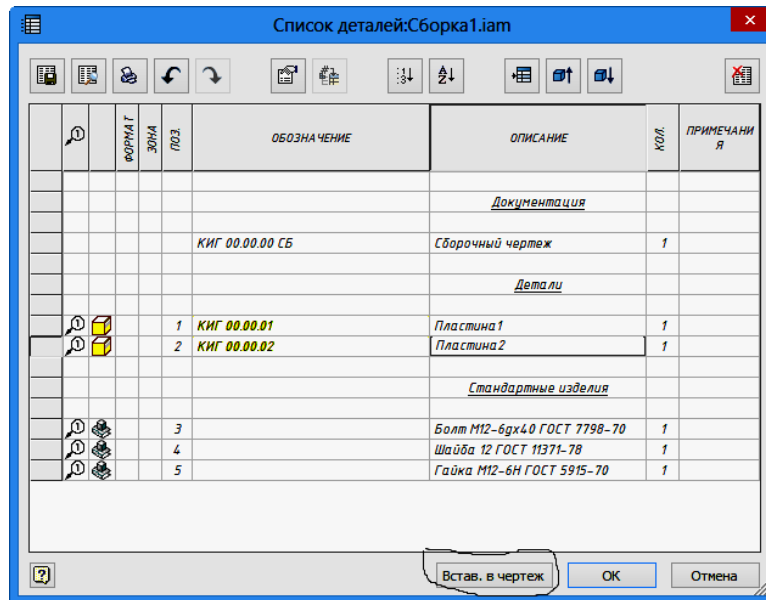 Список деталей:Сборка1.iam
ФОРМАТ ЗОНА ПОЗ. ОБОЗНАЧЕНИЕ ОПИСАНИЕ КОЛ. ПРИМЕЧАНИ
Я
Документация
КИГ 00.00.00 СБ Сборочный чертеж 1
Детали
1 КИГ 00.00.01 Пластина1 1
2 КИГ 00.00.02 Пластина2 1
Стандартные изделия
3 Болт М12-6gx40 ГОСТ 7798-70 1
4 Шайба 12 ГОСТ 11371-78 1
5 Гайка М12-6Н ГОСТ 5915-70 1
Встав. в чертеж ОК Отмена